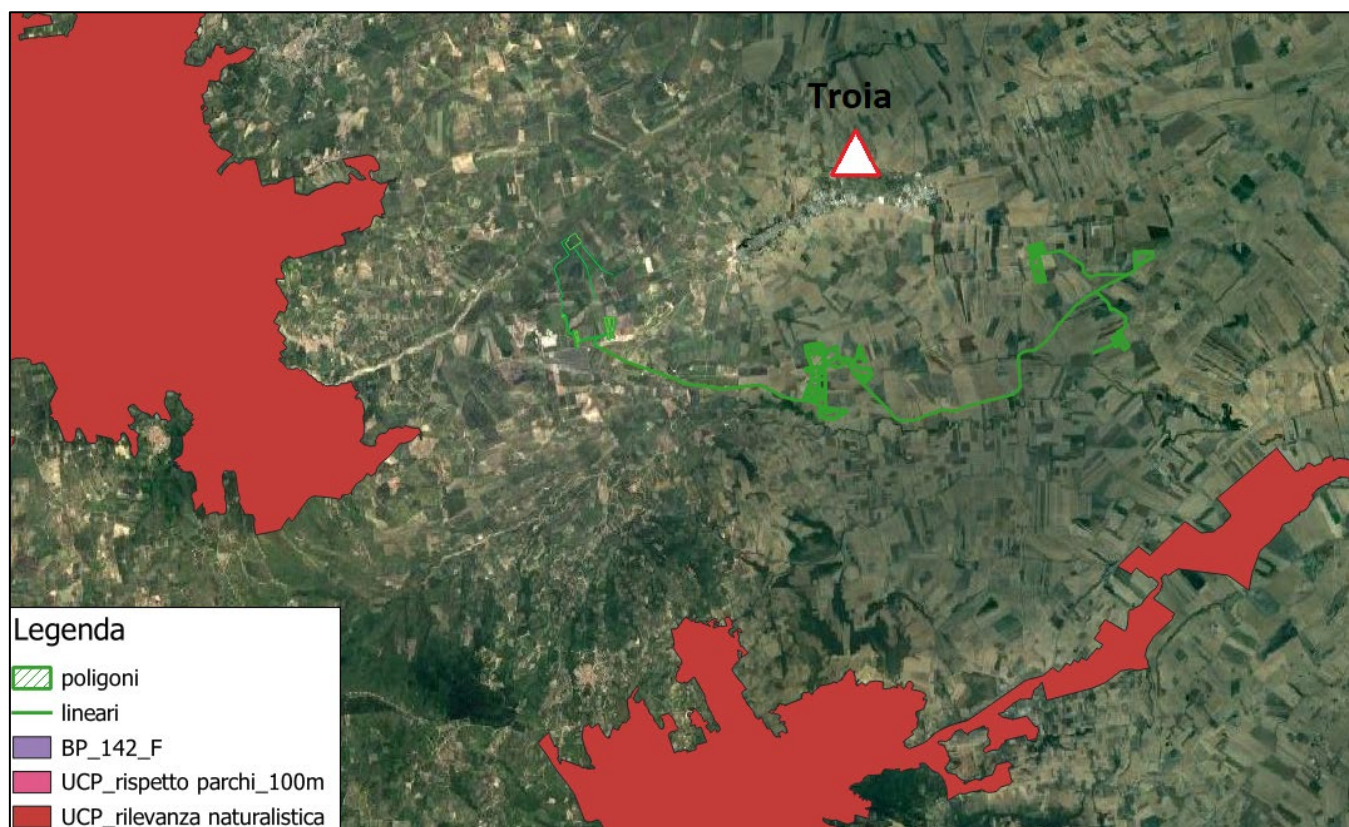 Troia
Legenda
poligoni
lineari
BP_142_F
UCP_rispetto parchi_100m
UCP_rilevanza naturalistica